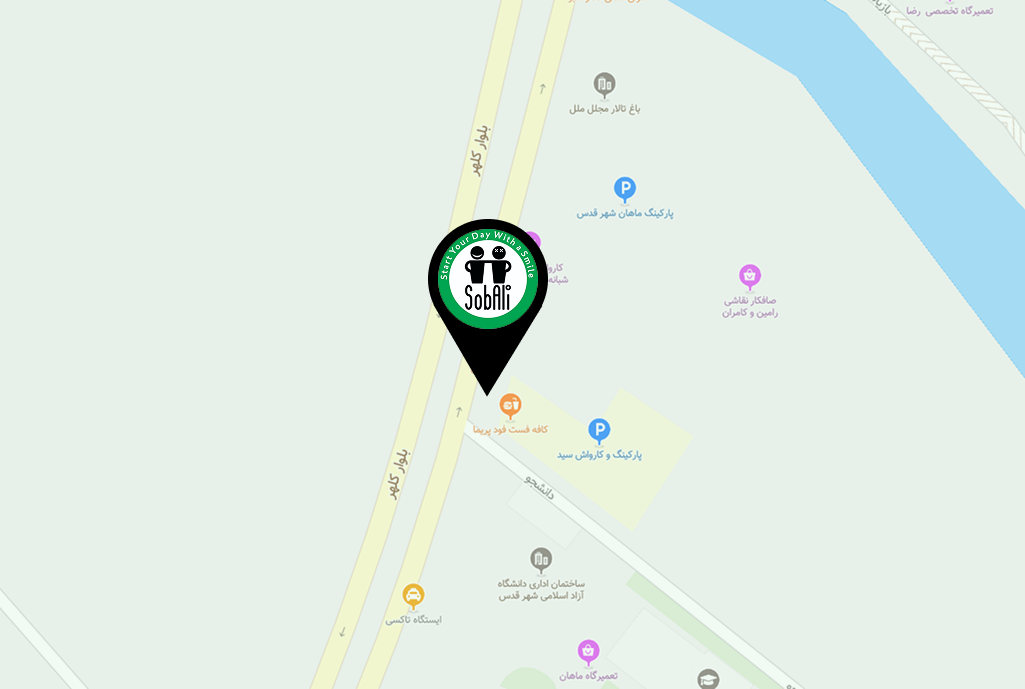 تعمیرگاه تخصصی رضا
باغ تالار مجلل ملل
بلوار کلهر
پارکینگ ماهان شهر قدس
Start Your Day With a Smile
SobAli
شبانه
صافکار نقاشی
رامین و کامران
کافه فست فود پریما
پارکینگ و کارواش سید
بلوار کلهر
دانشجو
ساختمان اداری دانشگاه
آزاد اسلامی شهر قدس
ایستگاه تاکسی
تعمیرگاه ماهان